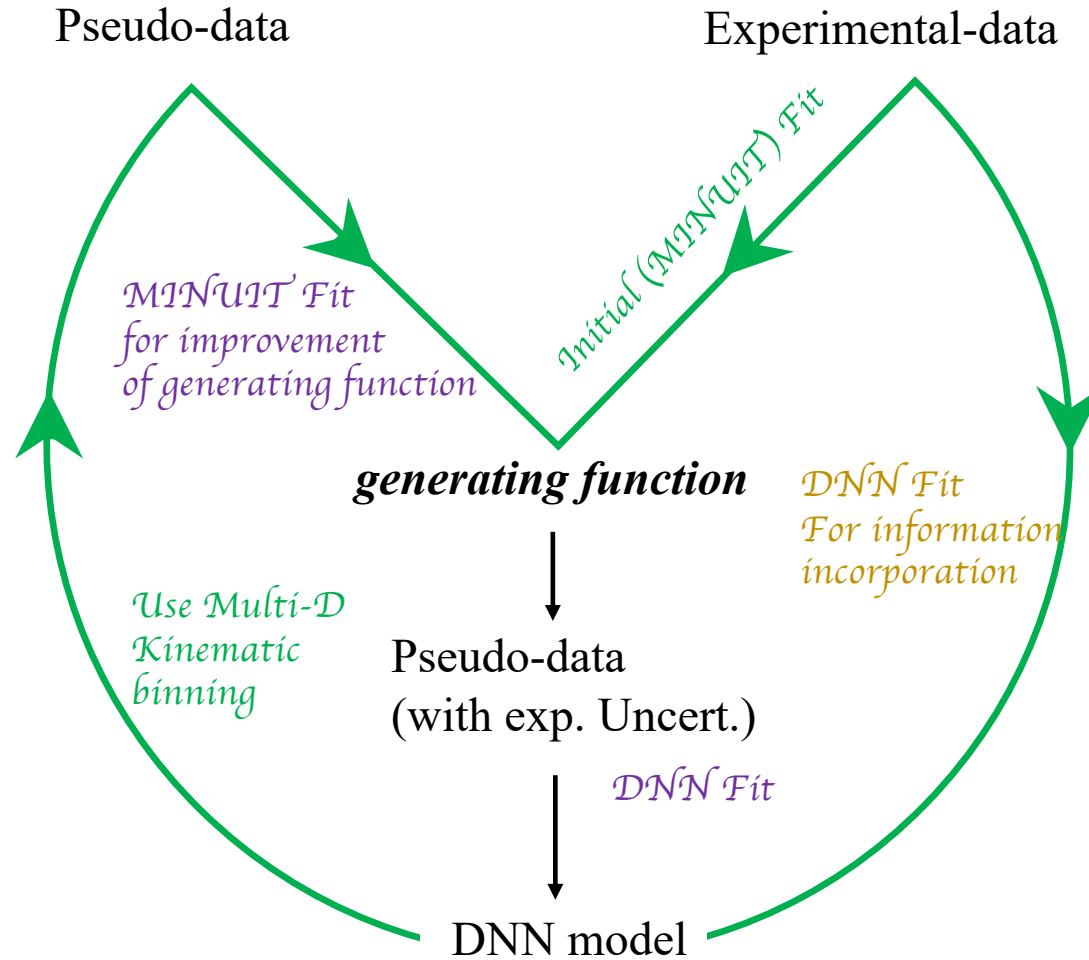 Pseudo-data
Experimental-data
Initial (MINUIT) Fit
MINUIT Fit
for improvement
of generating function
generating function
DNN Fit
For information
incorporation
Use Multi-D
Kinematic
binning
Pseudo-data
(with exp. Uncert.)
DNN Fit
DNN model